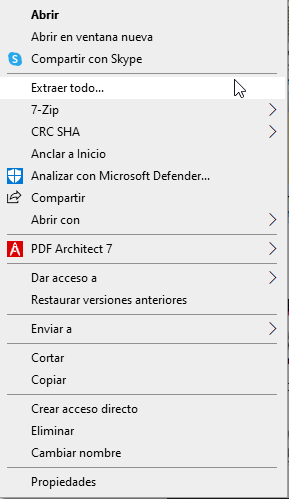 Abrir
Abrir en ventana nueva
Compartir con Skype
Extraer todo...
7-Zip
CRC SHA
Anclar a Inicio
Analizar con Microsoft Defender...
Compartir
Abrir con
PDF Architect 7
Dar acceso a
Restaurar versiones anteriores
Enviar a
Cortar
Copiar
Crear acceso directo
Eliminar
Cambiar nombre
Propiedades